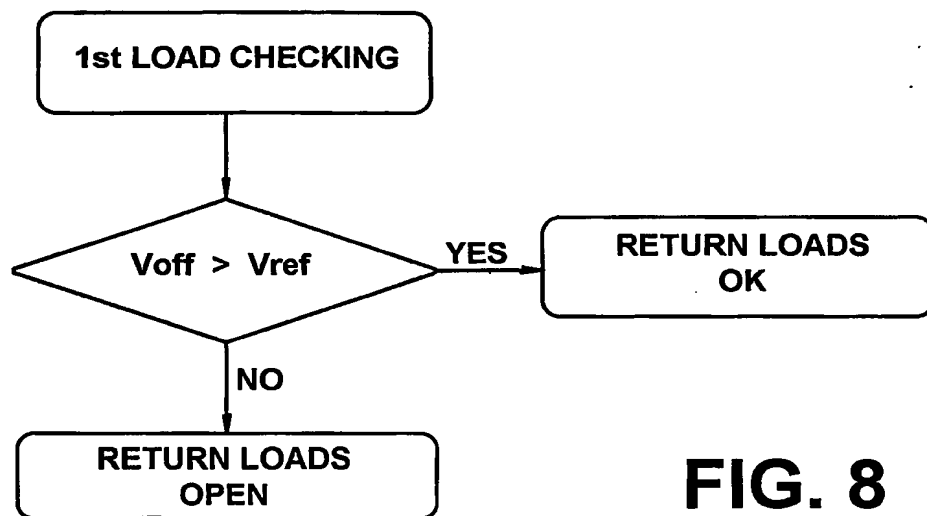 1st LOAD CHECKING
Voff > Vref
YES
RETURN LOADS
OK
NO
RETURN LOADS
OPEN
FIG. 8